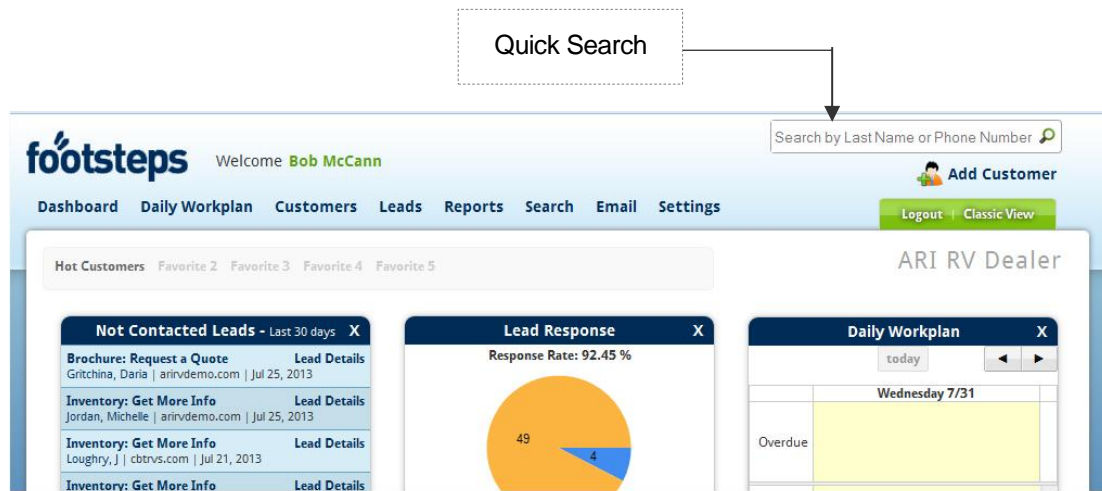 Quick Search
Search by Last Name or Phone Number
footsteps
Welcome Bob McCann
Add Customer
Dashboard Daily Workplan Customers Leads Reports Search Email Settings
Logout | Classic View
Hot Customers Favorite 2 Favorite 3 Favorite 4 Favorite 5
ARI RV Dealer
Not Contacted Leads - Last 30 days X
Brochure: Request a Quote Lead Details
Gritchina, Daria | arirvdemo.com | Jul 25, 2013
Inventory: Get More Info Lead Details
Jordan, Michelle | arirvdemo.com | Jul 25, 2013
Inventory: Get More Info Lead Details
Loughry, J | cbtrvs.com | Jul 21, 2013
Inventory: Get More Info Lead Details
Lead Response X
Response Rate: 92.45 %
49
4
Daily Workplan X
today
Wednesday 7/31
Overdue